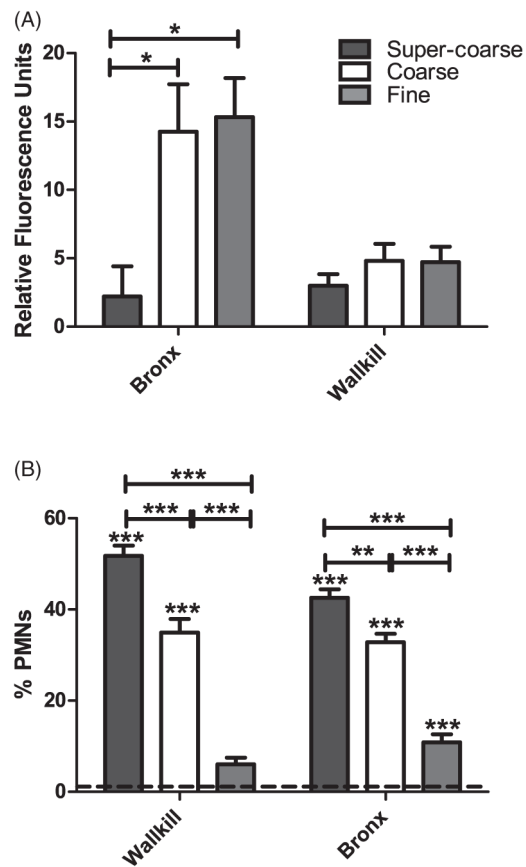 (A)
Relative Fluorescence Units
20
15
10
5
0
*
*
Super-coarse
Coarse
Fine
Bronx
Wallkill
(B)
% PMNs
60
40
20
0
***
*** ***
***
***
***
** ***
***
***
***
Wallkill
Bronx